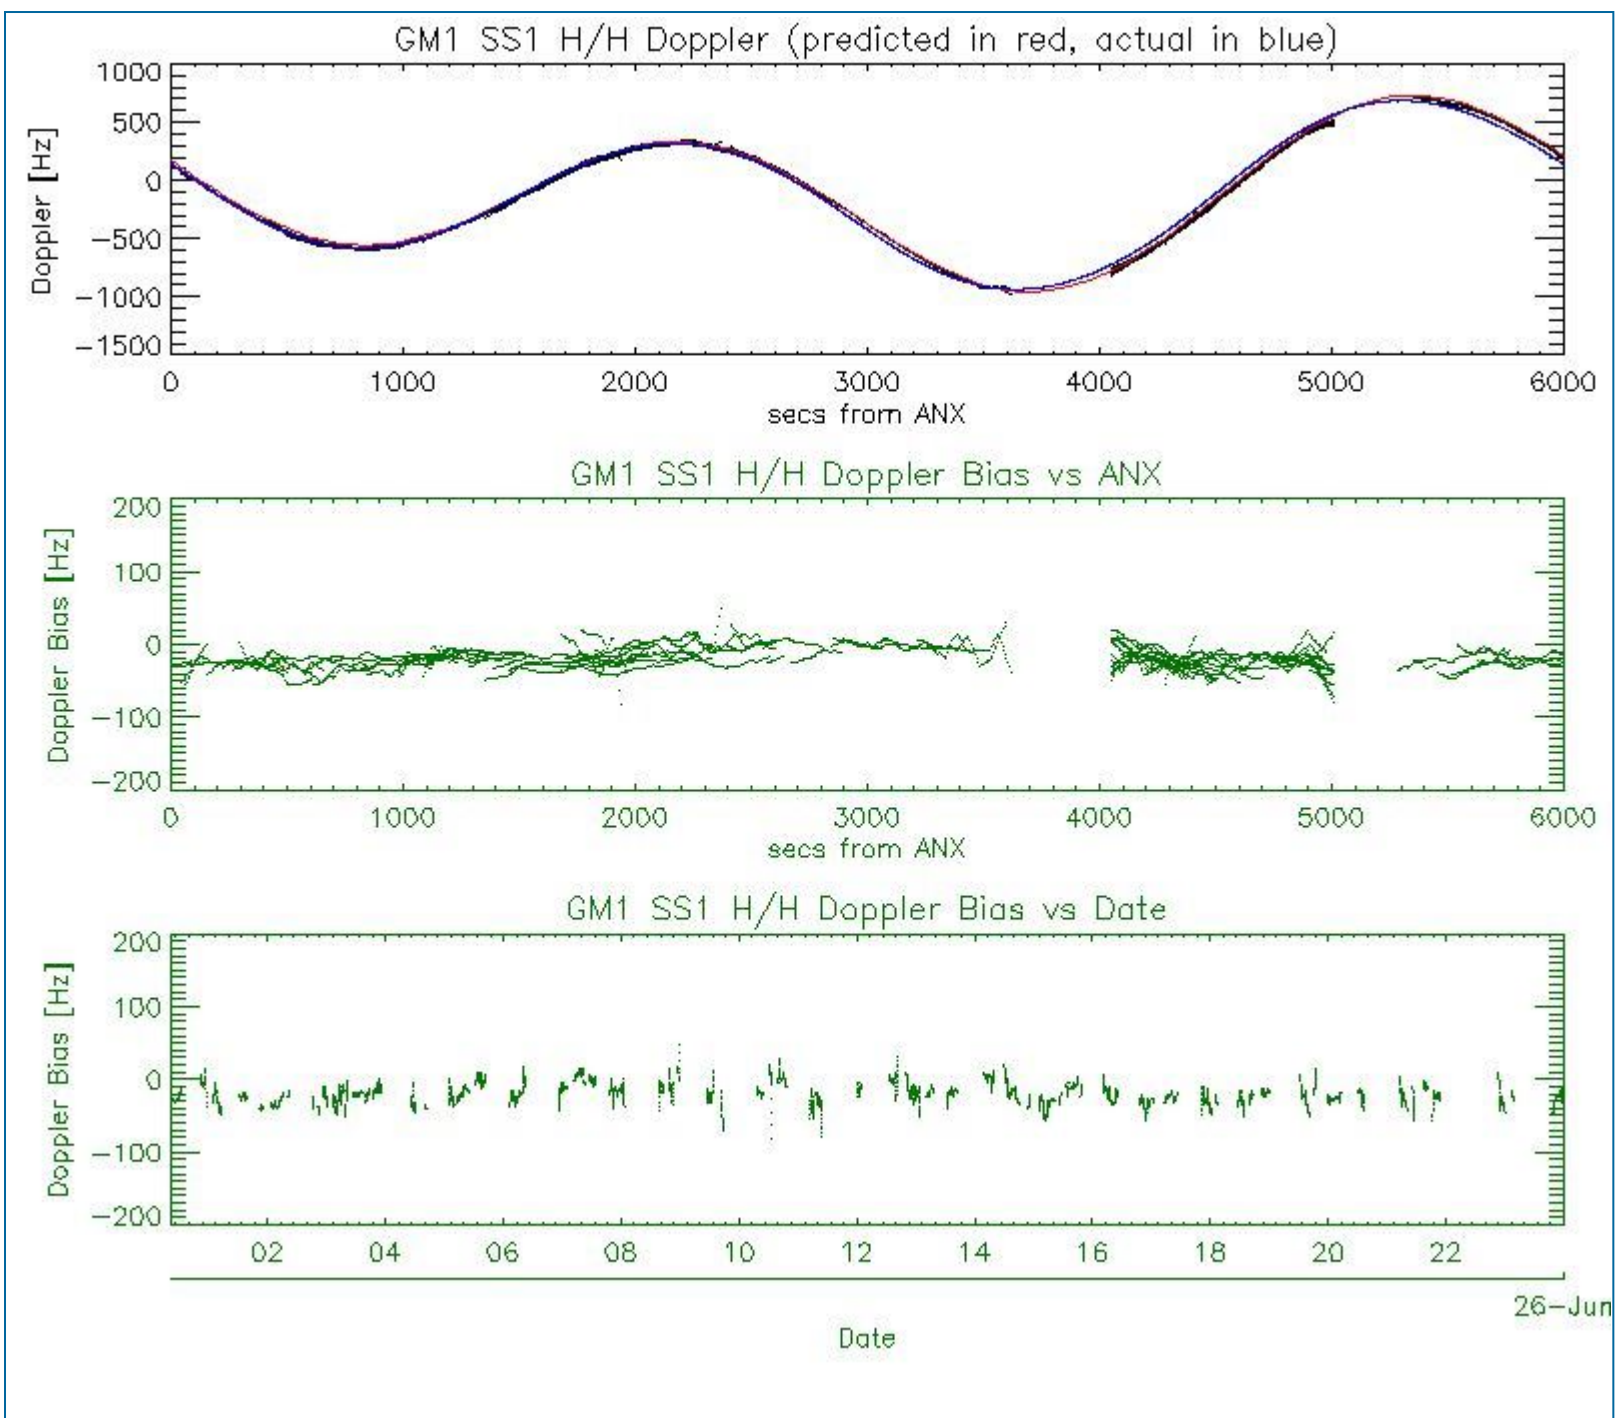 GM1 SS1 H/H Doppler (predicted in red, actual in blue)
Doppler [Hz]
1000
500
0
−500
−1000
−1500
0 1000 2000 3000 4000 5000 6000
secs from ANX
GM1 SS1 H/H Doppler Bias vs ANX
Doppler Bias [Hz]
200
100
0
−100
−200
0 1000 2000 3000 4000 5000 6000
secs from ANX
GM1 SS1 H/H Doppler Bias vs Date
Doppler Bias [Hz]
200
100
0
−100
−200
02 04 06 08 10 12 14 16 18 20 22
26−Jun
Date